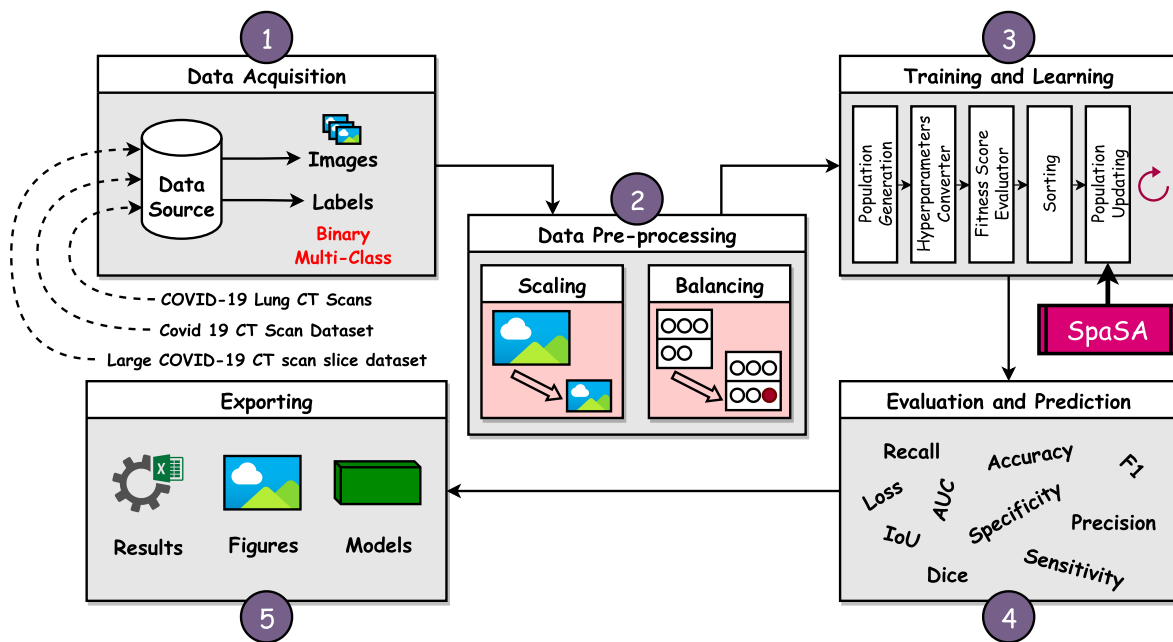 1
Data Acquisition
Data
Source
Images
Labels
Binary
Multi-Class
COVID-19 Lung CT Scans
Covid 19 CT Scan Dataset
Large COVID-19 CT scan slice dataset
2
Data Pre-processing
Scaling
Balancing
3
Training and Learning
Population
Generation
Hyperparameters
Converter
Fitness Score
Evaluator
Sorting
Population
Updating
SpaSA
Evaluation and Prediction
Recall
Accuracy
F1
Loss
AUC
Specificity
Precision
IoU
Dice
Sensitivity
4
Exporting
X
Results
Figures
Models
5